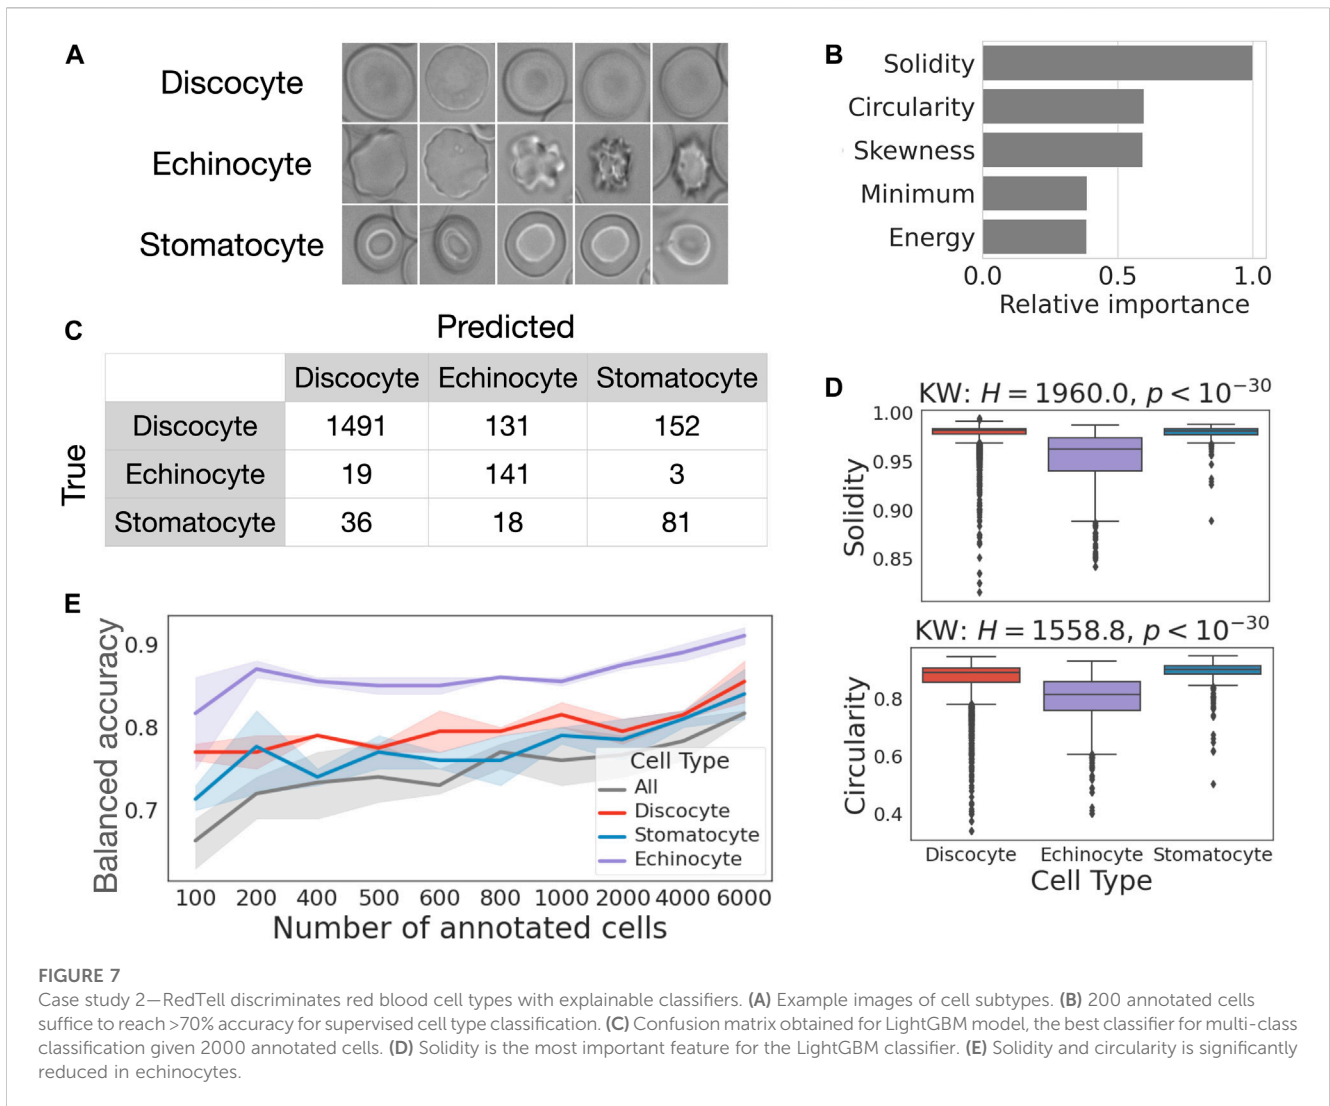 A
Discocyte
Echinocyte
Stomatocyte
B
Solidity
Circularity
Skewness
Minimum
Energy
0.0 0.5 1.0
Relative importance
C
Predicted
Discocyte Echinocyte Stomatocyte
True
Discocyte 1491 131 152
Echinocyte 19 141 3
Stomatocyte 36 18 81
D
KW: H = 1960.0, p < 10⁻³⁰
Solidity
1.00
0.95
0.90
0.85
KW: H = 1558.8, p < 10⁻³⁰
Circularity
0.8
0.6
0.4
Discocyte Echinocyte Stomatocyte
Cell Type
E
Balanced accuracy
0.9
0.8
0.7
Cell Type
All
Discocyte
Stomatocyte
Echinocyte
100 200 400 500 600 800 1000 2000 4000 6000
Number of annotated cells
FIGURE 7
Case study 2—RedTell discriminates red blood cell types with explainable classifiers. (A) Example images of cell subtypes. (B) 200 annotated cells
suffice to reach >70% accuracy for supervised cell type classification. (C) Confusion matrix obtained for LightGBM model, the best classifier for multi-class
classification given 2000 annotated cells. (D) Solidity is the most important feature for the LightGBM classifier. (E) Solidity and circularity is significantly
reduced in echinocytes.